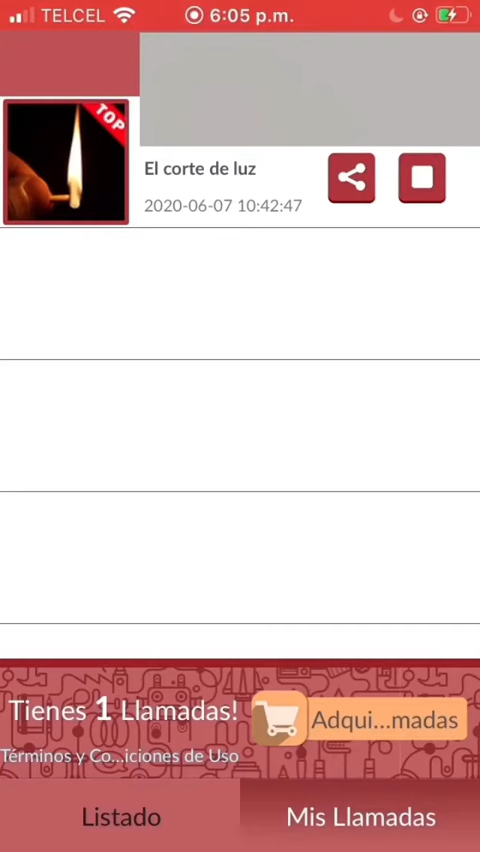 TELCEL 6:05 p.m.
TOP
El corte de luz
2020-06-07 10:42:47
Tienes 1 Llamadas!
Adqui...madas
Términos y Co...iciones de Uso
Listado
Mis Llamadas